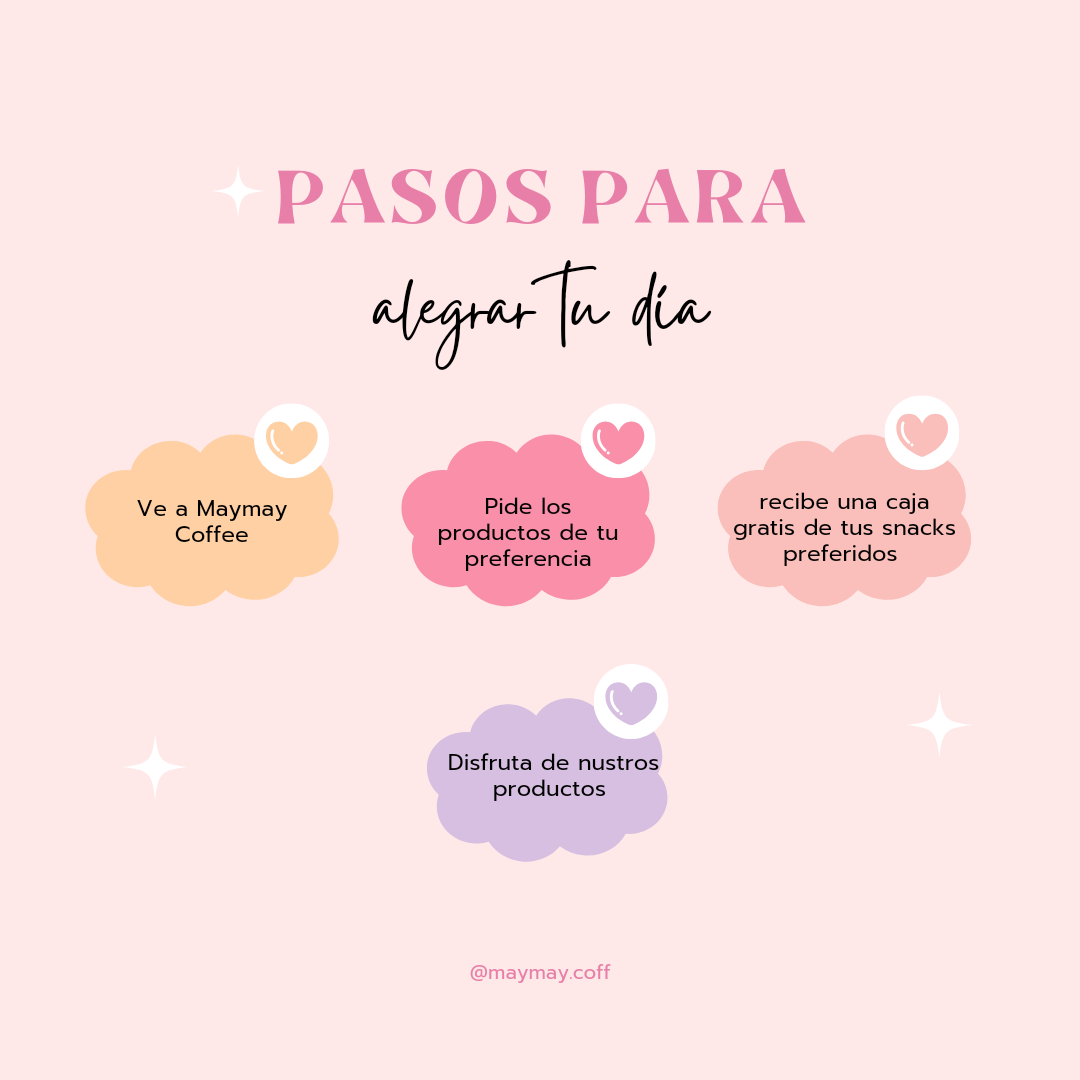 PASOS PARA
alegrar tu día
Ve a Maymay
Coffee
Pide los
productos de tu
preferencia
recibe una caja
gratis de tus snacks
preferidos
Disfruta de nustros
productos
@maymay.coff